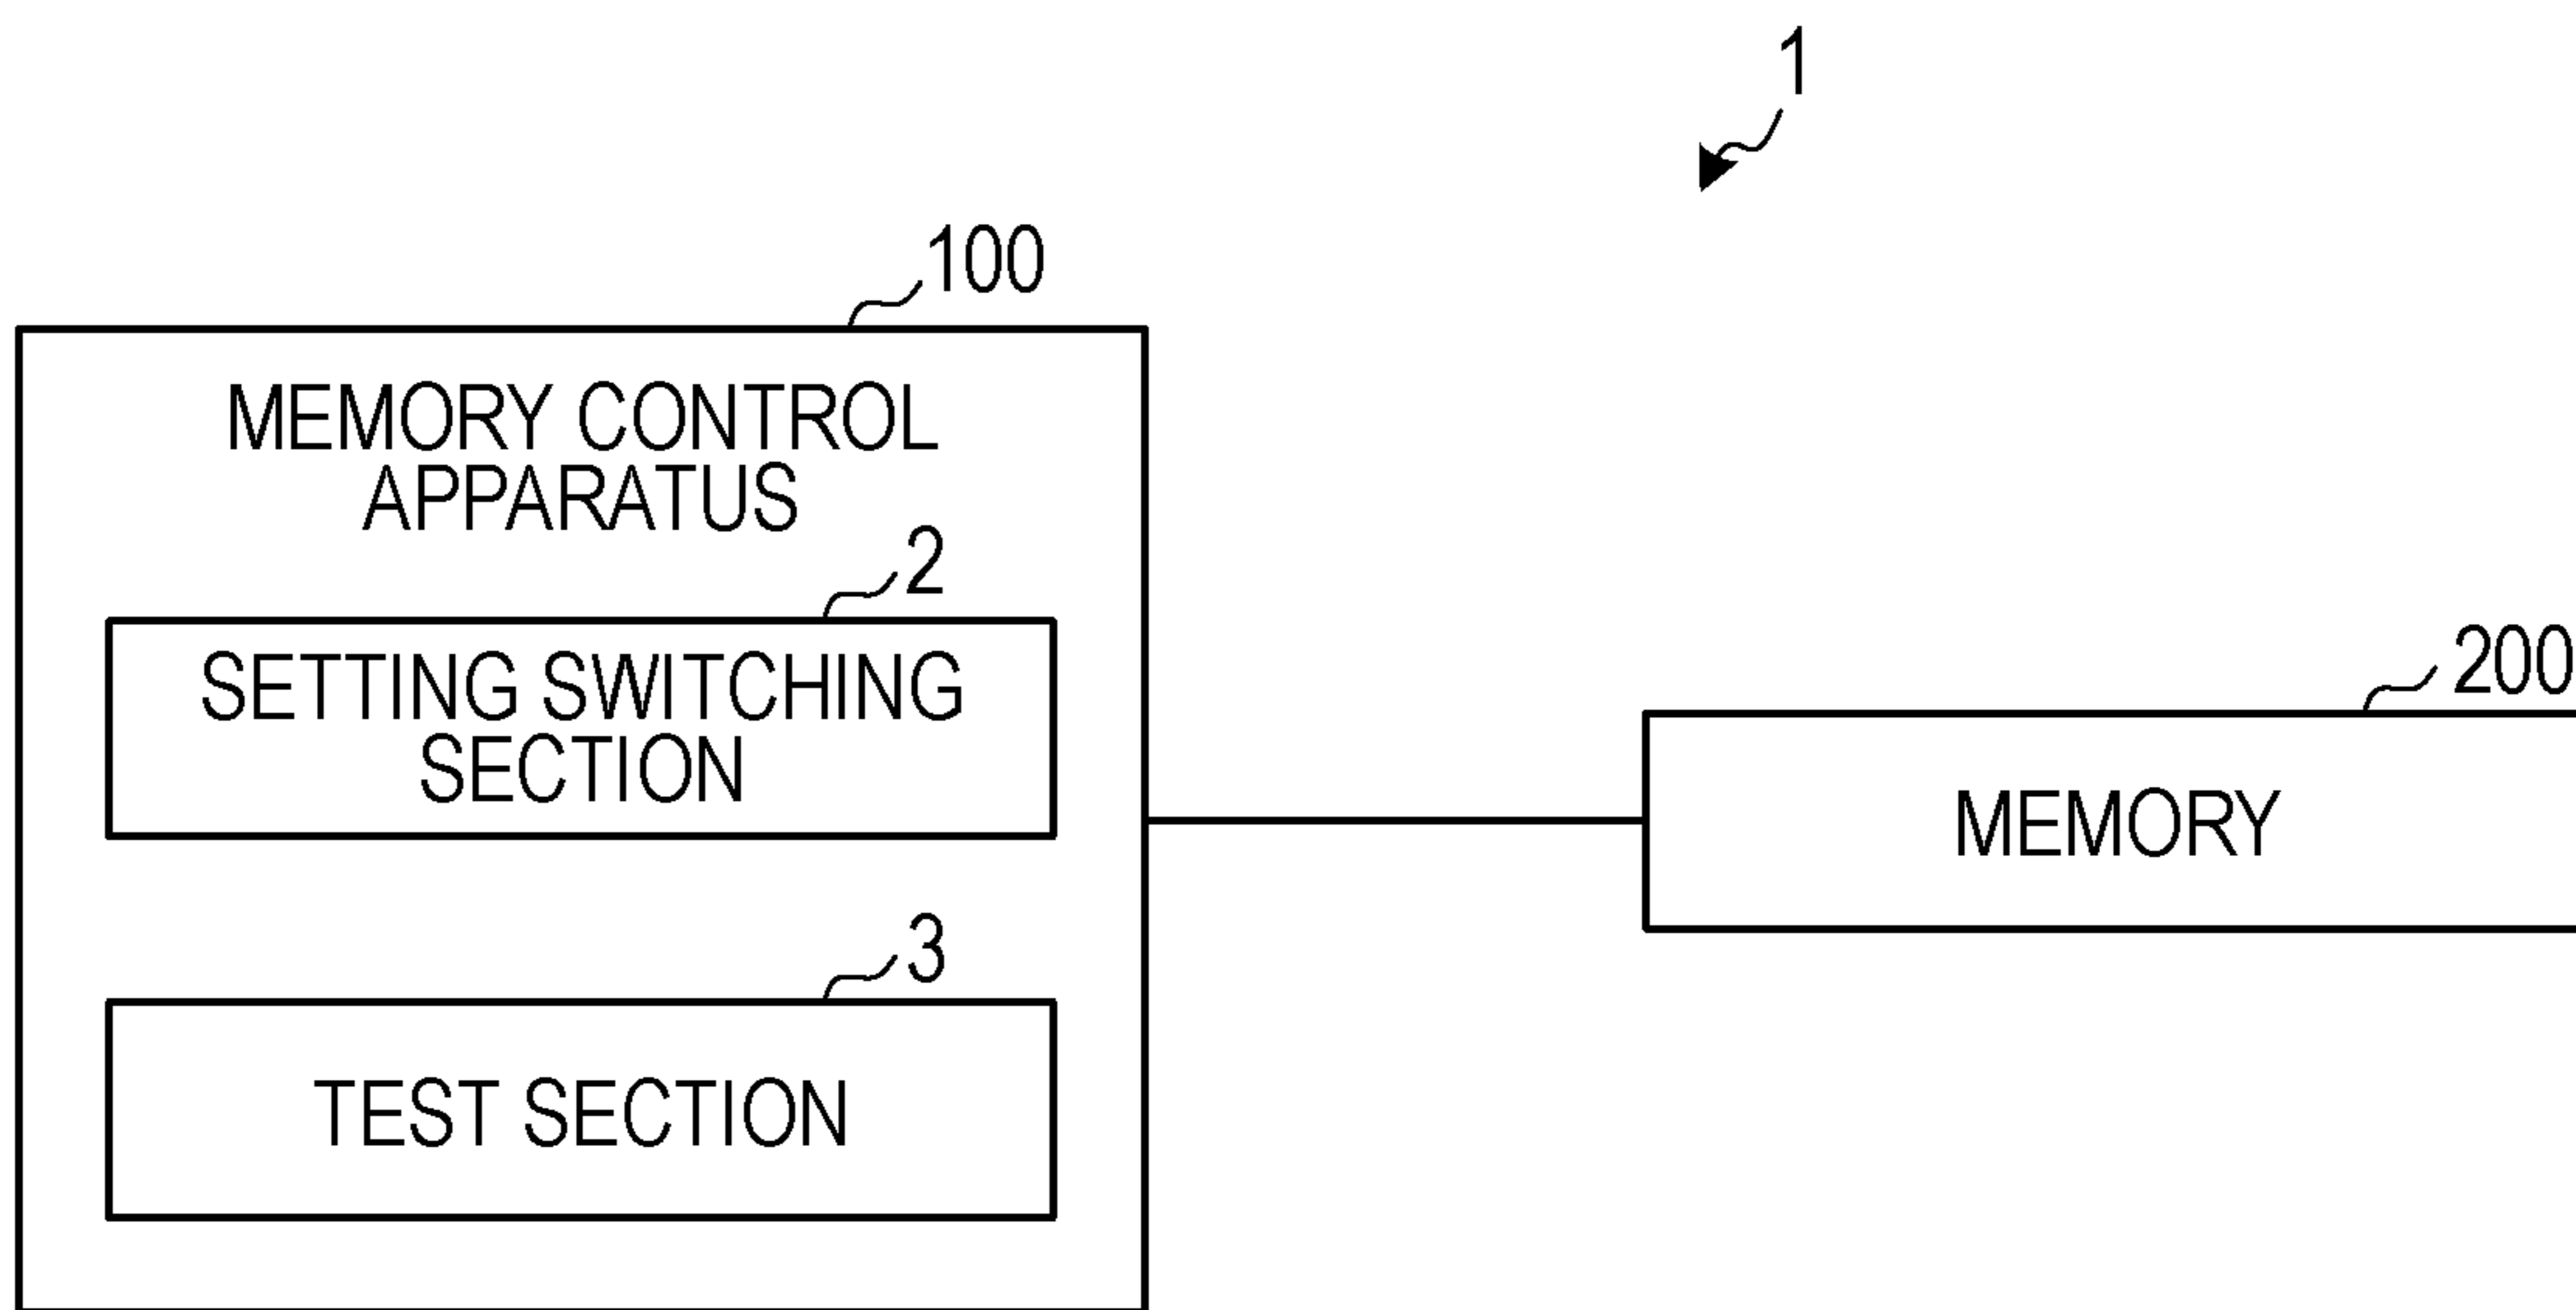 1
100
MEMORY CONTROL
APPARATUS
2
SETTING SWITCHING
SECTION
200
MEMORY
3
TEST SECTION